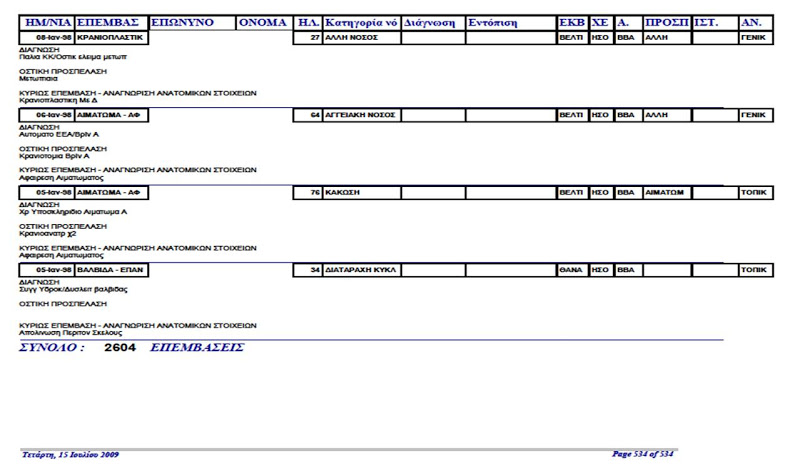 ΗΜ/ΝΙΑ ΕΠΕΜΒΑΣ ΕΠΩΝΥΝΟ ΟΝΟΜΑ ΗΛ. Κατηγορία νό Διάγνωση Εντόπιση ΕΚΒ ΧΕ Α. ΠΡΟΣΠ ΙΣΤ. ΑΝ.
08-Ιαν-98 ΚΡΑΝΙΟΠΛΑΣΤΙΚ 27 ΑΛΛΗ ΝΟΣΟΣ ΒΕΛΤΙ ΗΣΟ ΒΒΑ ΑΛΛΗ ΓΕΝΙΚ
ΔΙΑΓΝΩΣΗ
Παλια ΚΚ/Οστικ ελειμα μετωπ
ΟΣΤΙΚΗ ΠΡΟΣΠΕΛΑΣΗ
Μετωπιαια
ΚΥΡΙΩΣ ΕΠΕΜΒΑΣΗ - ΑΝΑΓΝΩΡΙΣΗ ΑΝΑΤΟΜΙΚΩΝ ΣΤΟΙΧΕΙΩΝ
Κρανιοπλαστικη Με Δ
06-Ιαν-98 ΑΙΜΑΤΩΜΑ - ΑΦ 64 ΑΓΓΕΙΑΚΗ ΝΟΣΟΣ ΒΕΛΤΙ ΗΣΟ ΒΒΑ ΑΛΛΗ ΓΕΝΙΚ
ΔΙΑΓΝΩΣΗ
Αυτοματο ΕΕΑ/Βρlν Α
ΟΣΤΙΚΗ ΠΡΟΣΠΕΛΑΣΗ
Κρανιοτομια Βρlν Α
ΚΥΡΙΩΣ ΕΠΕΜΒΑΣΗ - ΑΝΑΓΝΩΡΙΣΗ ΑΝΑΤΟΜΙΚΩΝ ΣΤΟΙΧΕΙΩΝ
Αφαιρεση Αιματωματος
05-Ιαν-98 ΑΙΜΑΤΩΜΑ - ΑΦ 76 ΚΑΚΩΣΗ ΒΕΛΤΙ ΗΣΟ ΒΒΑ ΑΙΜΑΤΩΜ ΤΟΠΙΚ
ΔΙΑΓΝΩΣΗ
Χρ Υποσκληριδιο Αιματωμα Α
ΟΣΤΙΚΗ ΠΡΟΣΠΕΛΑΣΗ
Κρανιοανατρ χ2
ΚΥΡΙΩΣ ΕΠΕΜΒΑΣΗ - ΑΝΑΓΝΩΡΙΣΗ ΑΝΑΤΟΜΙΚΩΝ ΣΤΟΙΧΕΙΩΝ
Αφαιρεση Αιματωματος
05-Ιαν-98 ΒΑΛΒΙΔΑ - ΕΠΑΝ 34 ΔΙΑΤΑΡΑΧΗ ΚΥΚΛ ΘΑΝΑ ΗΣΟ ΒΒΑ ΤΟΠΙΚ
ΔΙΑΓΝΩΣΗ
Συγγ Υδροκ/Δυσλειτ βαλβιδας
ΟΣΤΙΚΗ ΠΡΟΣΠΕΛΑΣΗ
ΚΥΡΙΩΣ ΕΠΕΜΒΑΣΗ - ΑΝΑΓΝΩΡΙΣΗ ΑΝΑΤΟΜΙΚΩΝ ΣΤΟΙΧΕΙΩΝ
Απολινωση Περιτον Σκελους
ΣΥΝΟΛΟ : 2604 ΕΠΕΜΒΑΣΕΙΣ
Τετάρτη, 15 Ιουλίου 2009 Page 534 of 534